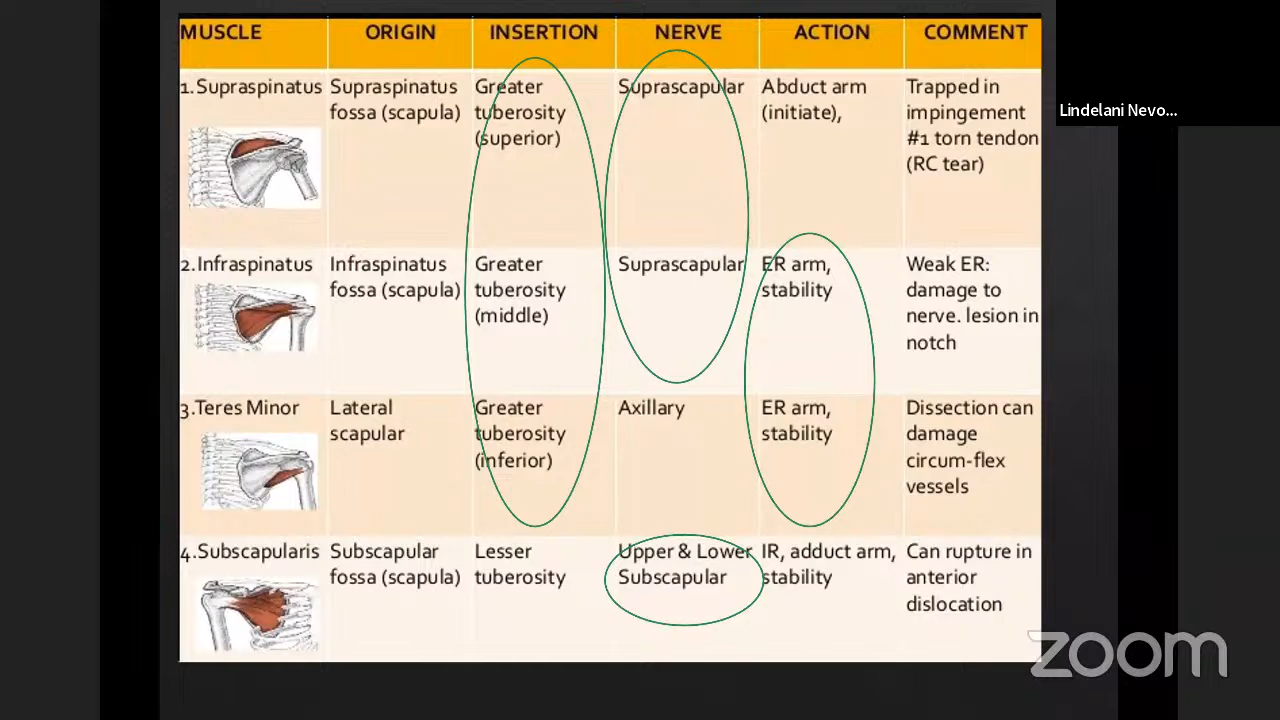 MUSCLE ORIGIN INSERTION NERVE ACTION COMMENT
1.Supraspinatus
Supraspinatus
fossa (scapula)
Greater
tuberosity
(superior)
Suprascapular
Abduct arm
(initiate),
Trapped in
impingement
#1 torn tendon
(RC tear)
2.Infraspinatus
Infraspinatus
fossa (scapula)
Greater
tuberosity
(middle)
Suprascapular
ER arm,
stability
Weak ER:
damage to
nerve. lesion in
notch
3.Teres Minor
Lateral
scapular
Greater
tuberosity
(inferior)
Axillary
ER arm,
stability
Dissection can
damage
circum-flex
vessels
4.Subscapularis
Subscapular
fossa (scapula)
Lesser
tuberosity
Upper & Lower
Subscapular
IR, adduct arm,
stability
Can rupture in
anterior
dislocation
Lindelani Nevo...
zoom